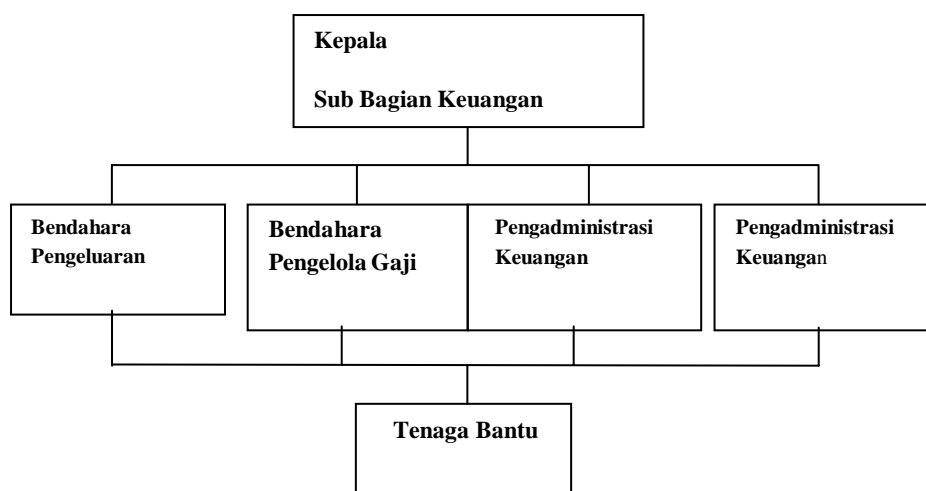 Kepala
Sub Bagian Keuangan
Bendahara
Pengeluaran
Bendahara
Pengelola Gaji
Pengadministrasi
Keuangan
Pengadministrasi
Keuangan
Tenaga Bantu